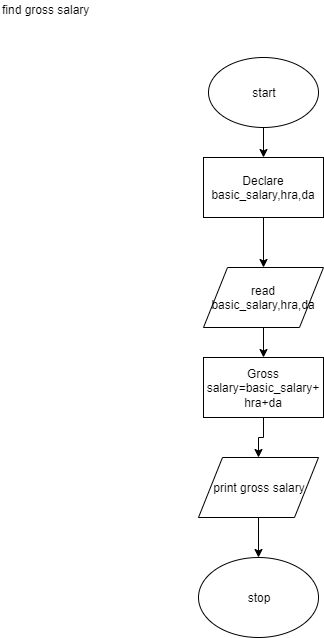 find gross salary
start
Declare
basic_salary,hra,da
read
basic_salary,hra,da
Gross
salary=basic_salary+
hra+da
print gross salary
stop